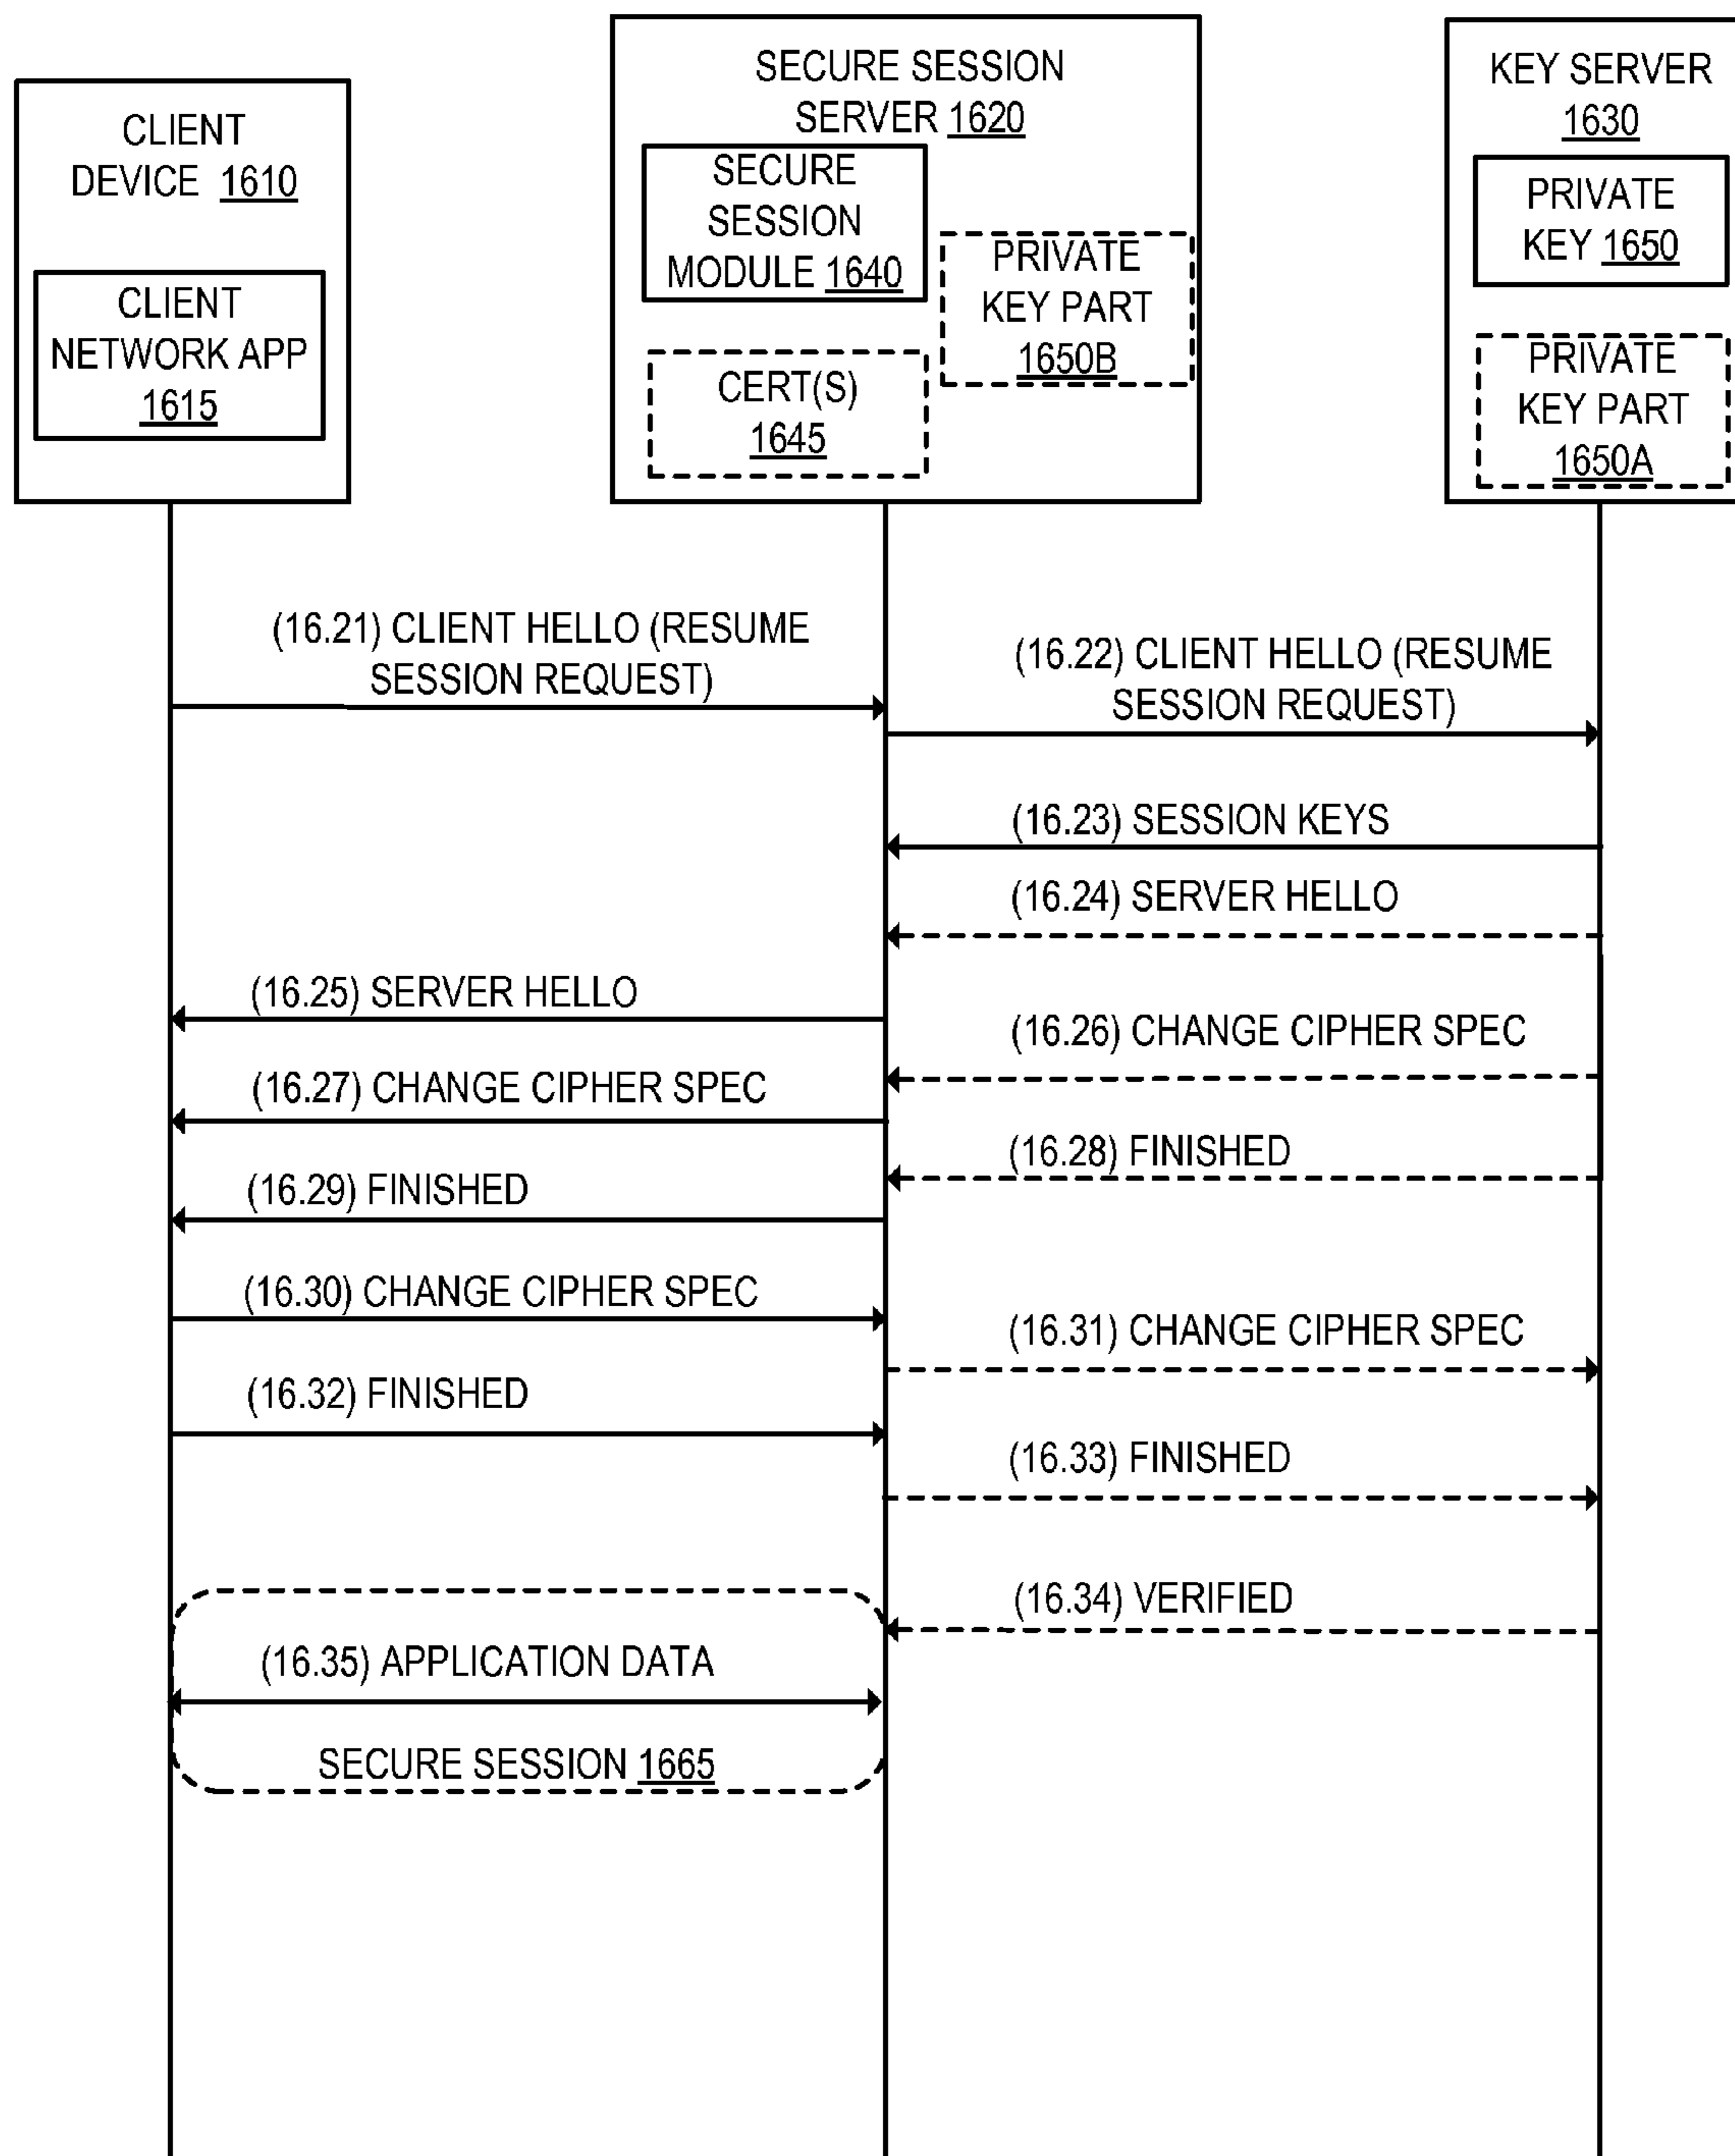 CLIENT
DEVICE 1610
CLIENT
NETWORK APP
1615
SECURE SESSION
SERVER 1620
SECURE
SESSION
MODULE 1640
PRIVATE
KEY PART
1650B
CERT(S)
1645
KEY SERVER
1630
PRIVATE
KEY 1650
PRIVATE
KEY PART
1650A
(16.21) CLIENT HELLO (RESUME
SESSION REQUEST)
(16.22) CLIENT HELLO (RESUME
SESSION REQUEST)
(16.23) SESSION KEYS
(16.24) SERVER HELLO
(16.25) SERVER HELLO
(16.26) CHANGE CIPHER SPEC
(16.27) CHANGE CIPHER SPEC
(16.28) FINISHED
(16.29) FINISHED
(16.30) CHANGE CIPHER SPEC
(16.31) CHANGE CIPHER SPEC
(16.32) FINISHED
(16.33) FINISHED
(16.34) VERIFIED
(16.35) APPLICATION DATA
SECURE SESSION 1665